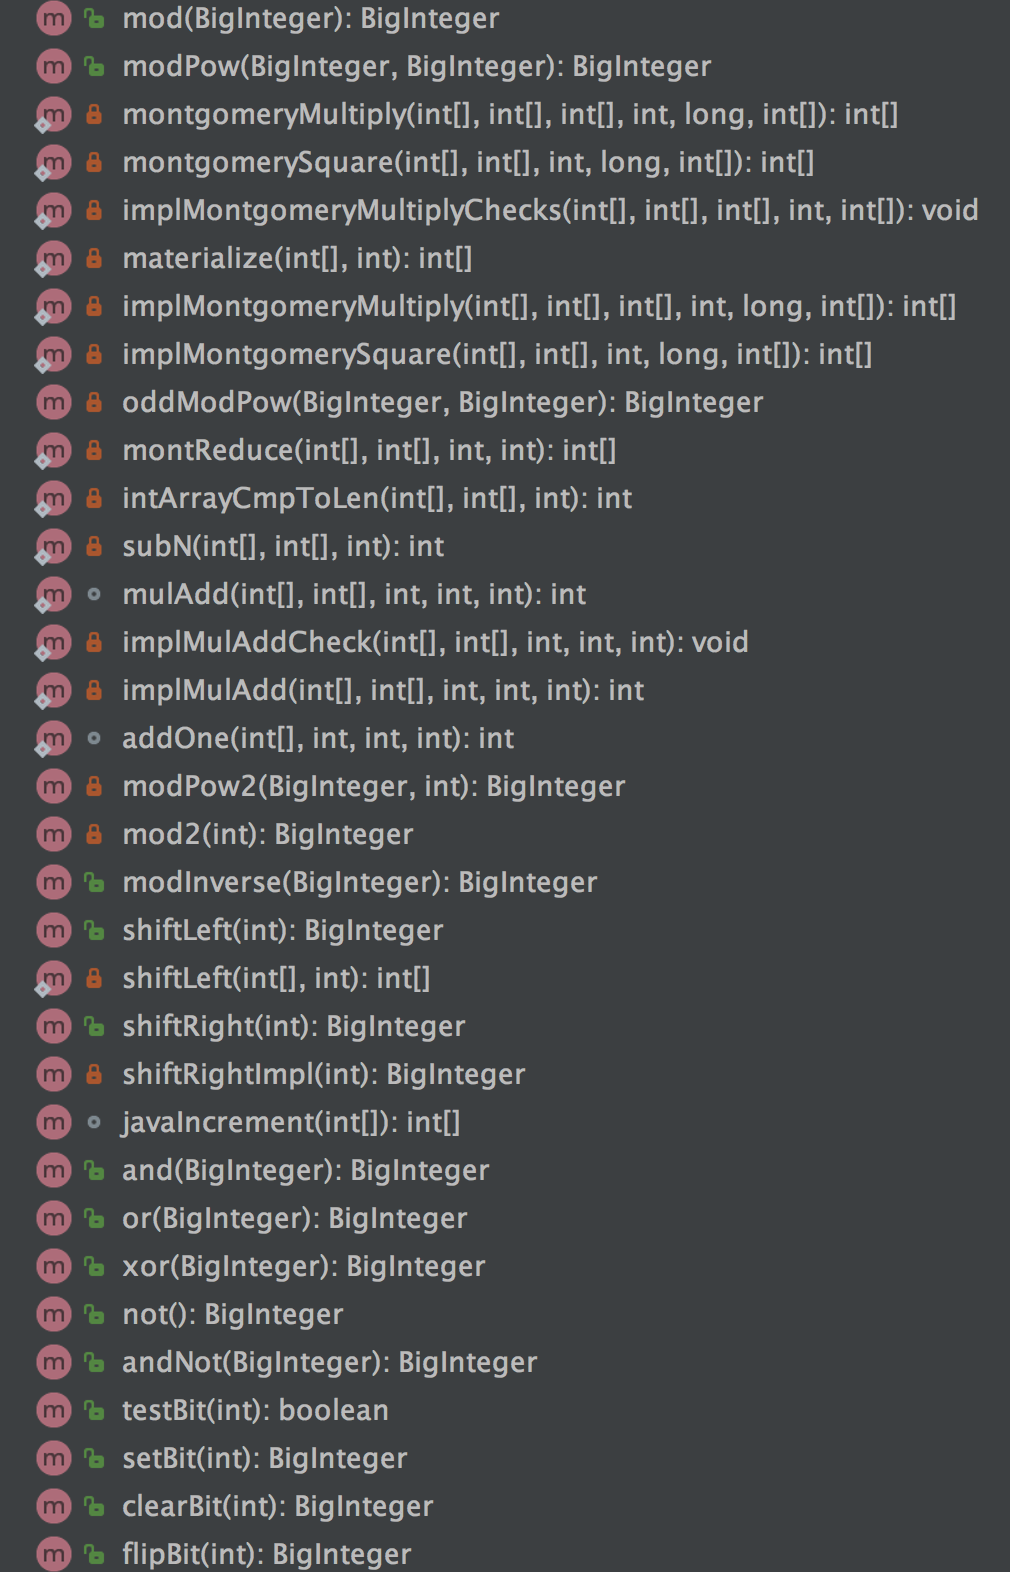 m mod(BigInteger): BigInteger
m modPow(BigInteger, BigInteger): BigInteger
m montgomeryMultiply(int[], int[], int[], int, long, int[]): int[]
m montgomerySquare(int[], int[], int, long, int[]): int[]
m implMontgomeryMultiplyChecks(int[], int[], int[], int, int[]): void
m materialize(int[], int): int[]
m implMontgomeryMultiply(int[], int[], int[], int, long, int[]): int[]
m implMontgomerySquare(int[], int[], int, long, int[]): int[]
m oddModPow(BigInteger, BigInteger): BigInteger
m montReduce(int[], int[], int, int): int[]
m intArrayCmpToLen(int[], int[], int): int
m subN(int[], int[], int): int
m mulAdd(int[], int[], int, int, int): int
m implMulAddCheck(int[], int[], int, int, int): void
m implMulAdd(int[], int[], int, int, int): int
m addOne(int[], int, int, int): int
m modPow2(BigInteger, int): BigInteger
m mod2(int): BigInteger
m modInverse(BigInteger): BigInteger
m shiftLeft(int): BigInteger
m shiftLeft(int[], int): int[]
m shiftRight(int): BigInteger
m shiftRightImpl(int): BigInteger
m javaIncrement(int[]): int[]
m and(BigInteger): BigInteger
m or(BigInteger): BigInteger
m xor(BigInteger): BigInteger
m not(): BigInteger
m andNot(BigInteger): BigInteger
m testBit(int): boolean
m setBit(int): BigInteger
m clearBit(int): BigInteger
m flipBit(int): BigInteger